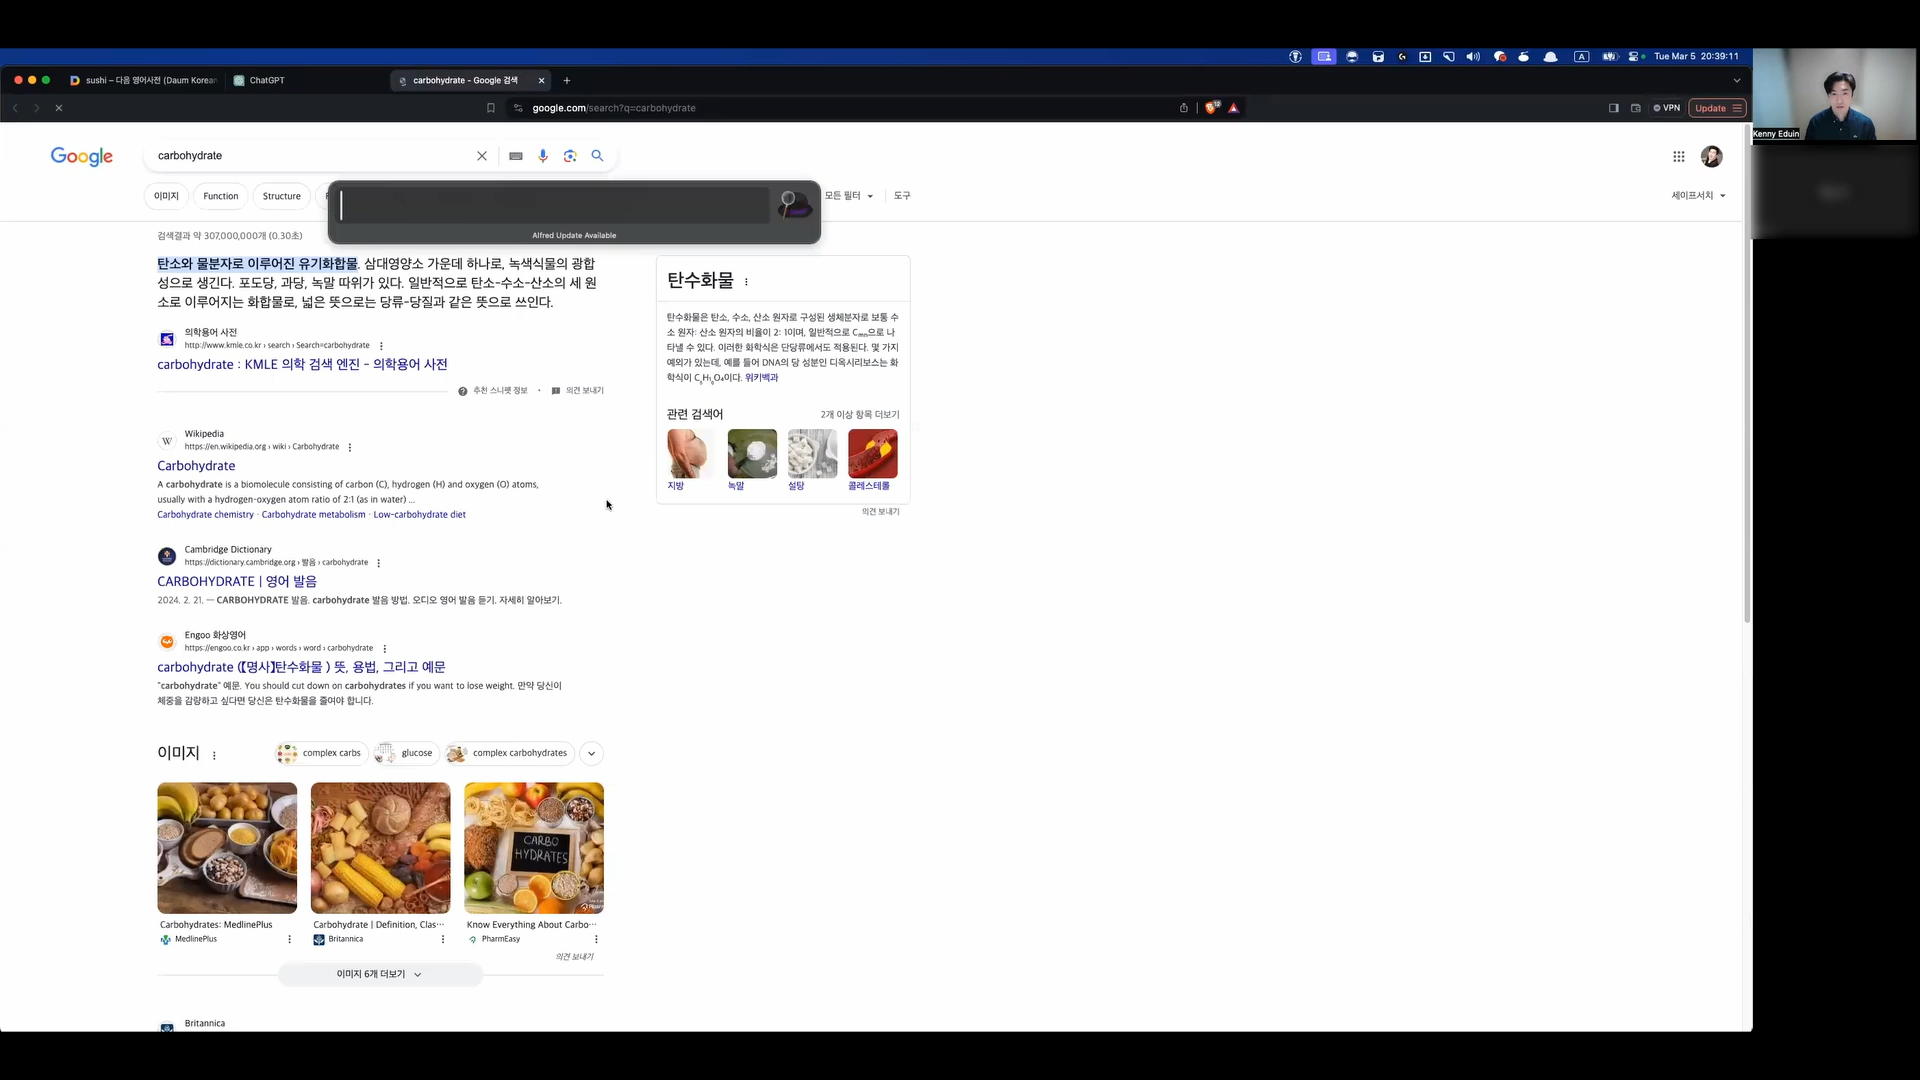 Tue Mar 5 20:39:11
sushi – 다음 영어사전 (Daum Korean
ChatGPT
carbohydrate - Google 검색
google.com/search?q=carbohydrate
VPN
Update
Kenny Eduin
Google
carbohydrate
이미지
Function
Structure
모든 필터
도구
세이프서치
Alfred Update Available
검색결과 약 307,000,000개 (0.30초)
탄소와 물분자로 이루어진 유기화합물. 삼대영양소 가운데 하나로, 녹색식물의 광합
성으로 생긴다. 포도당, 과당, 녹말 따위가 있다. 일반적으로 탄소-수소-산소의 세 원
소로 이루어지는 화합물로, 넓은 뜻으로는 당류-당질과 같은 뜻으로 쓰인다.
의학용어 사전
http://www.kmle.co.kr › search › Search=carbohydrate
carbohydrate : KMLE 의학 검색 엔진 - 의학용어 사전
추천 스니펫 정보 • 의견 보내기
W
Wikipedia
https://en.wikipedia.org › wiki › Carbohydrate
Carbohydrate
A carbohydrate is a biomolecule consisting of carbon (C), hydrogen (H) and oxygen (O) atoms,
usually with a hydrogen-oxygen atom ratio of 2:1 (as in water) ...
Carbohydrate chemistry · Carbohydrate metabolism · Low-carbohydrate diet
Cambridge Dictionary
https://dictionary.cambridge.org › 발음 › carbohydrate
CARBOHYDRATE | 영어 발음
2024. 2. 21. — CARBOHYDRATE 발음. carbohydrate 발음 방법. 오디오 영어 발음 듣기. 자세히 알아보기.
Engoo 화상영어
https://engoo.co.kr › app › words › word › carbohydrate
carbohydrate (【명사】탄수화물 ) 뜻, 용법, 그리고 예문
"carbohydrate" 예문. You should cut down on carbohydrates if you want to lose weight. 만약 당신이
체중을 감량하고 싶다면 당신은 탄수화물을 줄여야 합니다.
이미지
complex carbs
glucose
complex carbohydrates
CARBO
HYDRATES
Carbohydrates: MedlinePlus
MedlinePlus
Carbohydrate | Definition, Clas···
Britannica
Know Everything About Carbo···
PharmEasy
의견 보내기
이미지 6개 더보기
Britannica
탄수화물
탄수화물은 탄소, 수소, 산소 원자로 구성된 생체분자로 보통 수
소 원자: 산소 원자의 비율이 2: 1이며, 일반적으로 Cₘₙ으로 나
타낼 수 있다. 이러한 화학식은 단당류에서도 적용된다. 몇 가지
예외가 있는데, 예를 들어 DNA의 당 성분인 디옥시리보스는 화
학식이 C₅H₁₀O₄이다. 위키백과
관련 검색어
2개 이상 항목 더보기
지방
녹말
설탕
콜레스테롤
의견 보내기